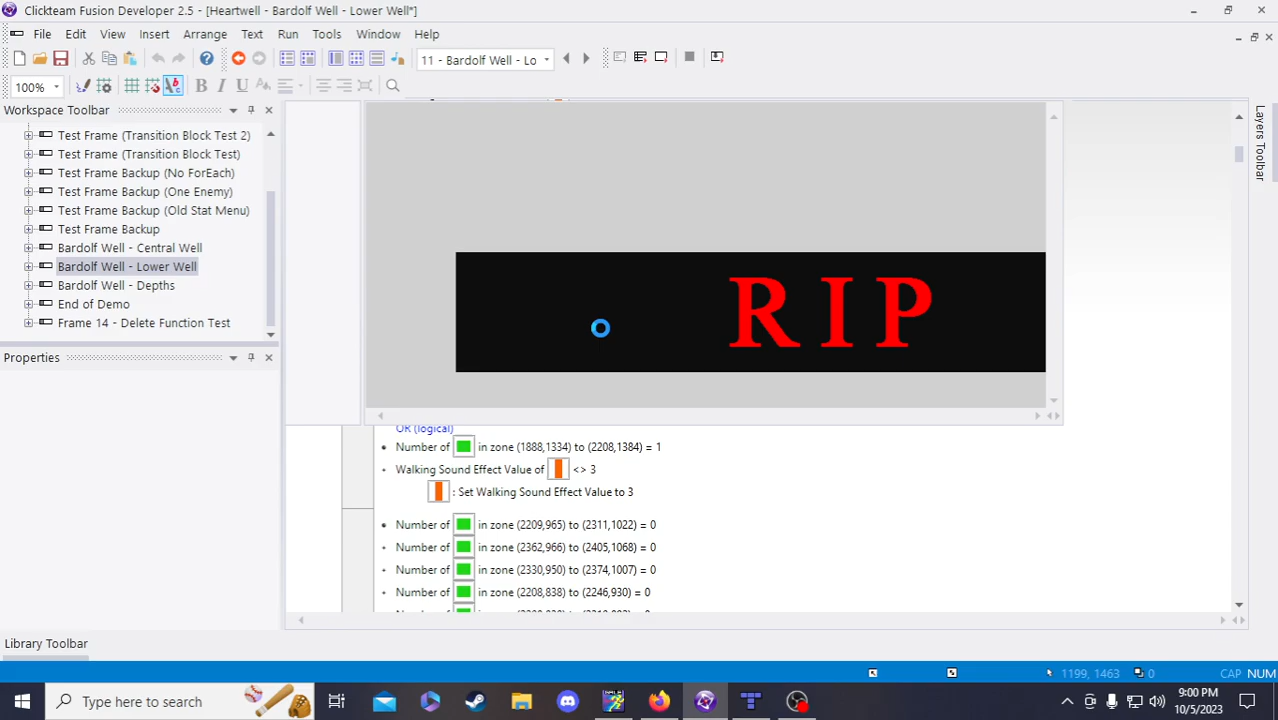 Clickteam Fusion Developer 2.5 - [Heartwell - Bardolf Well - Lower Well*]
File Edit View Insert Arrange Text Run Tools Window Help
11 - Bardolf Well - Lo
100% B I U A
Workspace Toolbar
Test Frame (Transition Block Test 2)
Test Frame (Transition Block Test)
Test Frame Backup (No ForEach)
Test Frame Backup (One Enemy)
Test Frame Backup (Old Stat Menu)
Test Frame Backup
Bardolf Well - Central Well
Bardolf Well - Lower Well
Bardolf Well - Depths
End of Demo
Frame 14 - Delete Function Test
Properties
Layers Toolbar
R I P
OR (logical)
Number of in zone (1888,1334) to (2208,1384) = 1
Walking Sound Effect Value of <> 3
: Set Walking Sound Effect Value to 3
Number of in zone (2209,965) to (2311,1022) = 0
Number of in zone (2362,966) to (2405,1068) = 0
Number of in zone (2330,950) to (2374,1007) = 0
Number of in zone (2208,838) to (2246,930) = 0
Library Toolbar
1199, 1463 0 CAP NUM
Type here to search
9:00 PM
10/5/2023